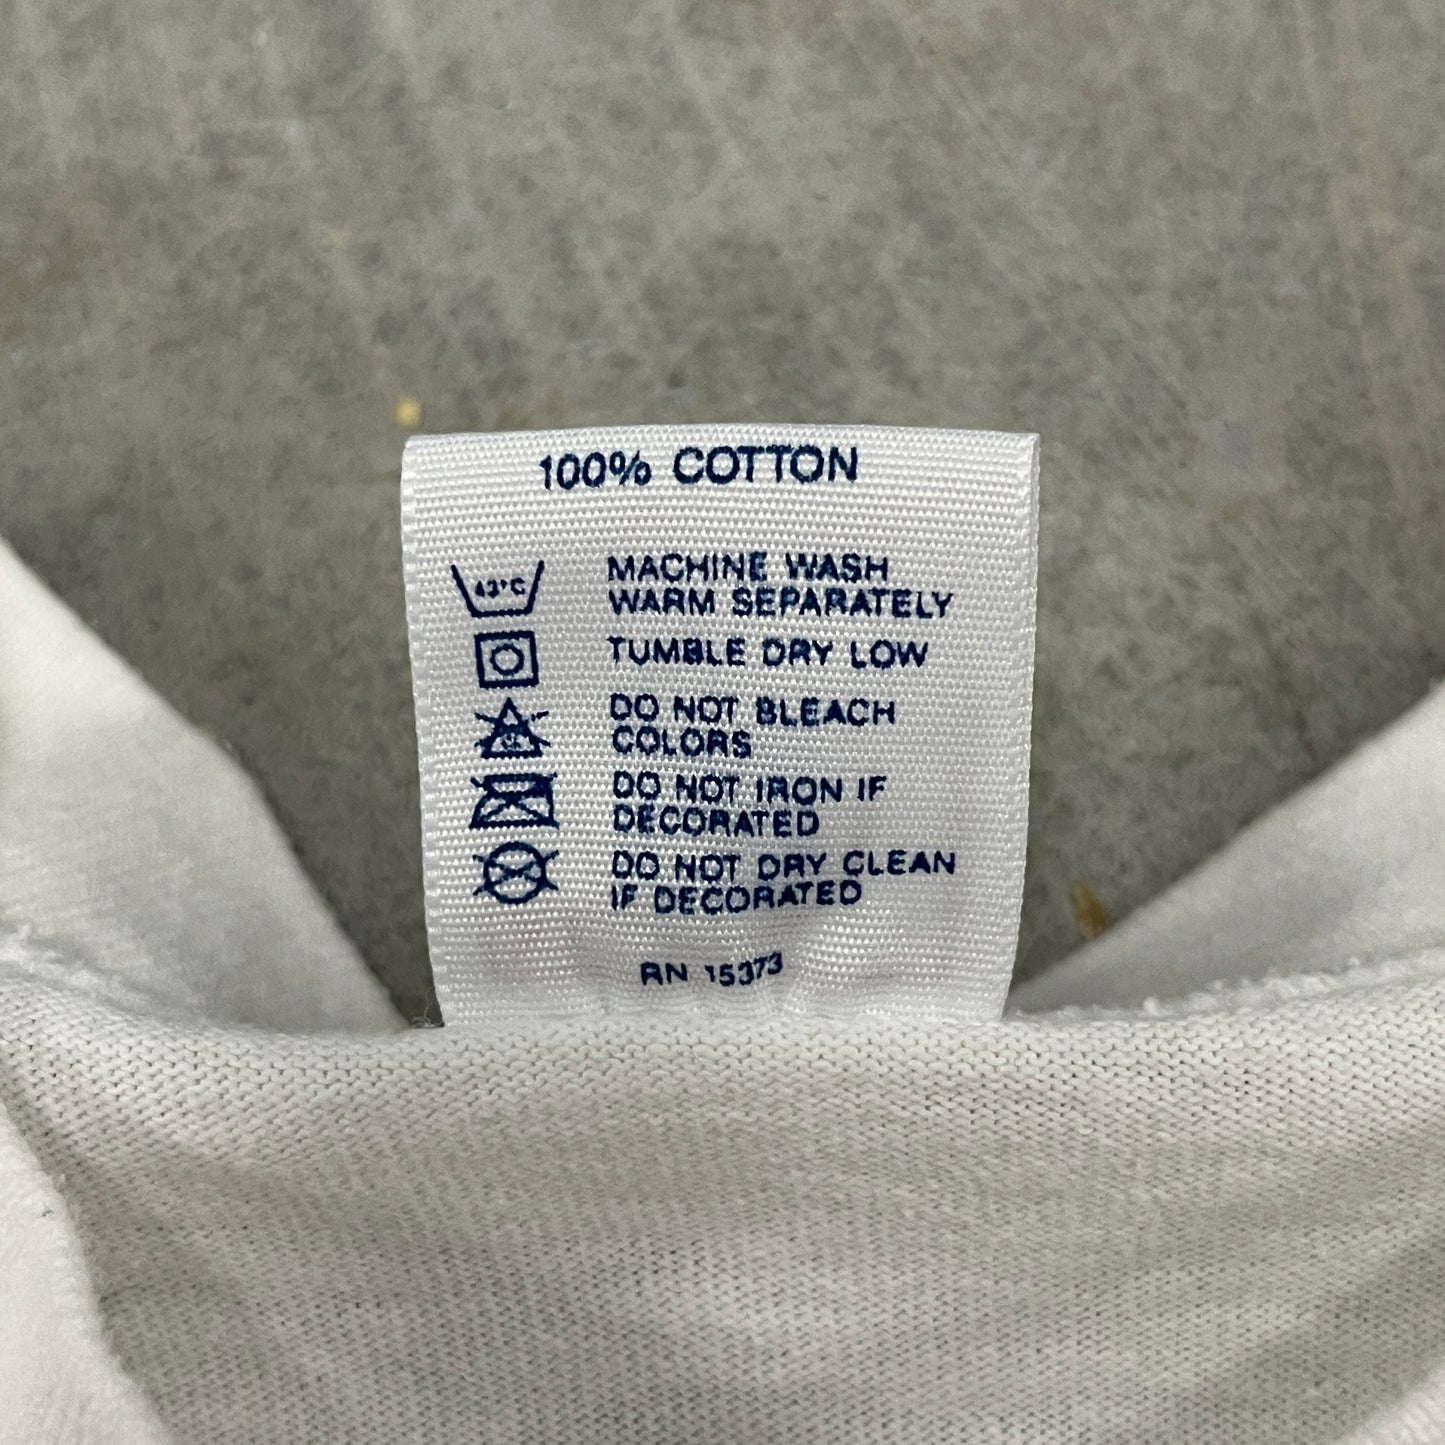 100% COTTON
43°C
MACHINE WASH
WARM SEPARATELY
TUMBLE DRY LOW
DO NOT BLEACH
COLORS
DO NOT IRON IF
DECORATED
DO NOT DRY CLEAN
IF DECORATED
RN 15373